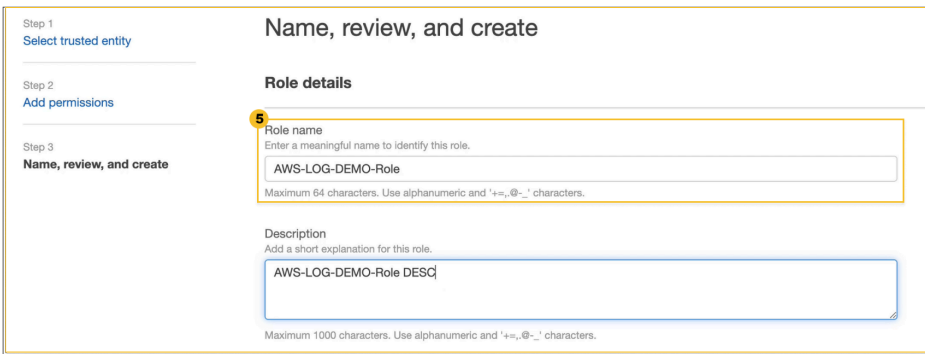 Step 1
Select trusted entity
Step 2
Add permissions
Step 3
Name, review, and create
Name, review, and create
Role details
5
Role name
Enter a meaningful name to identify this role.
AWS-LOG-DEMO-Role
Maximum 64 characters. Use alphanumeric and '+=,.@-_' characters.
Description
Add a short explanation for this role.
AWS-LOG-DEMO-Role DESC
Maximum 1000 characters. Use alphanumeric and '+=,.@-_' characters.